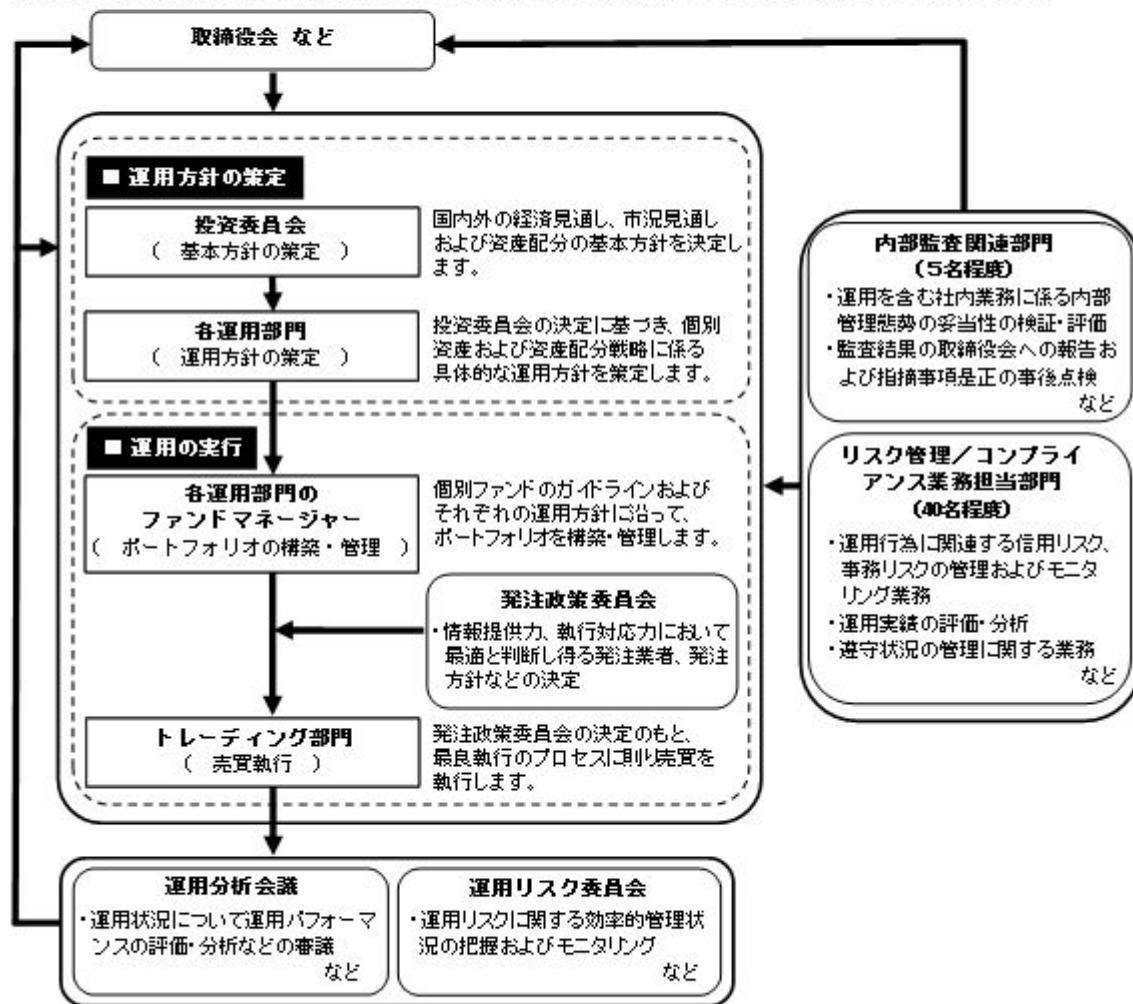 取締役会 など
■ 運用方針の策定
投資委員会
( 基本方針の策定 )
国内外の経済見通し、市況見通し
および資産配分の基本方針を決定し
ます。
各運用部門
( 運用方針の策定 )
投資委員会の決定に基づき、個別
資産および資産配分戦略に係る
具体的な運用方針を策定します。
■ 運用の実行
各運用部門の
ファンドマネージャー
( ポートフォリオの構築・管理 )
個別ファンドのガイドラインおよび
それぞれの運用方針に沿って、
ポートフォリオを構築・管理します。
発注政策委員会
・情報提供力、執行対応力において
最適と判断し得る発注業者、発注
方針などの決定
トレーディング部門
( 売買執行 )
発注政策委員会の決定のもと、
最良執行のプロセスに則り売買を
執行します。
内部監査関連部門
(5名程度)
・運用を含む社内業務に係る内部
管理態勢の妥当性の検証・評価
・監査結果の取締役会への報告お
よび指摘事項是正の事後点検
など
リスク管理/コンプライ
アンス業務担当部門
(40名程度)
・運用行為に関連する信用リスク、
事務リスクの管理およびモニタ
リング業務
・運用実績の評価・分析
・遵守状況の管理に関する業務
など
運用分析会議
・運用状況について運用パフォーマ
ンスの評価・分析などの審議
など
運用リスク委員会
・運用リスクに関する効率的管理状
況の把握およびモニタリング
など